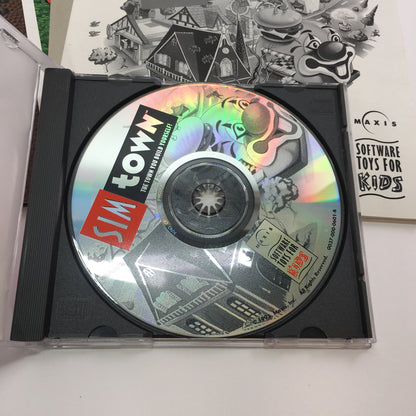 MAXIS
SOFTWARE
TOYS FOR
KIDS
SIM
town
THE TOWN YOU BUILD YOURSELF!
MAXIS
SOFTWARE
TOYS FOR
KIDS
All Rights Reserved.